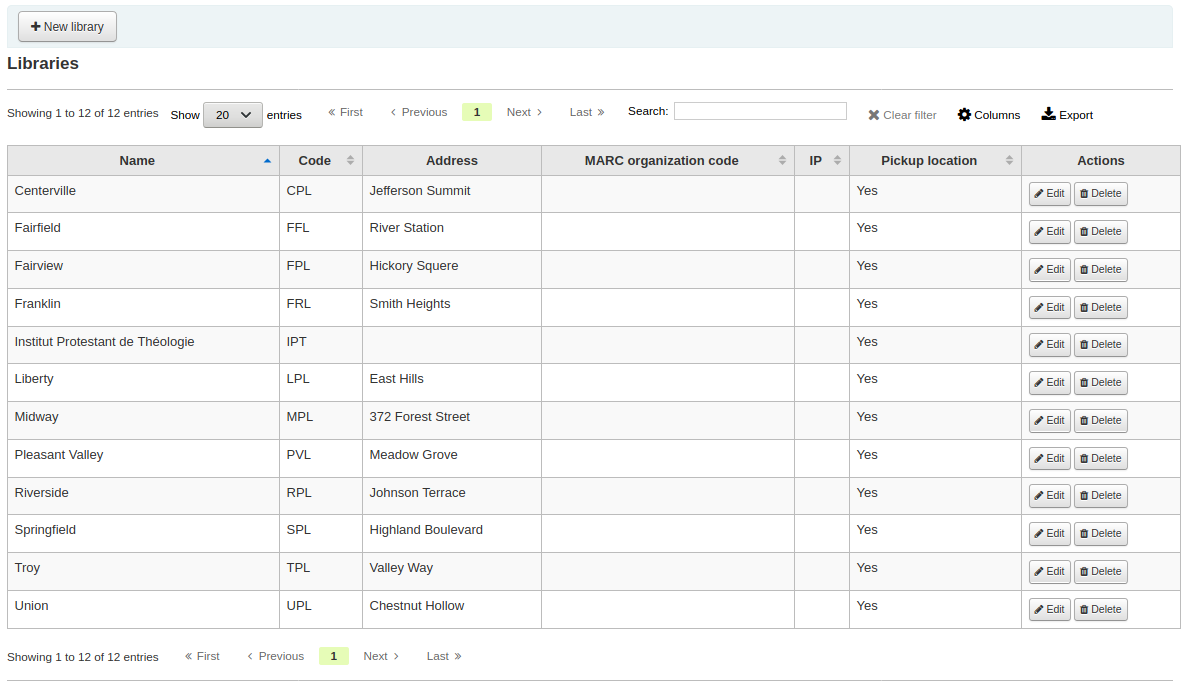 New library
Libraries
Showing 1 to 12 of 12 entries Show 20 entries First Previous 1 Next Last Search: Clear filter Columns Export
Name Code Address MARC organization code IP Pickup location Actions
Centerville CPL Jefferson Summit Yes Edit Delete
Fairfield FFL River Station Yes Edit Delete
Fairview FPL Hickory Squere Yes Edit Delete
Franklin FRL Smith Heights Yes Edit Delete
Institut Protestant de Théologie IPT Yes Edit Delete
Liberty LPL East Hills Yes Edit Delete
Midway MPL 372 Forest Street Yes Edit Delete
Pleasant Valley PVL Meadow Grove Yes Edit Delete
Riverside RPL Johnson Terrace Yes Edit Delete
Springfield SPL Highland Boulevard Yes Edit Delete
Troy TPL Valley Way Yes Edit Delete
Union UPL Chestnut Hollow Yes Edit Delete
Showing 1 to 12 of 12 entries First Previous 1 Next Last